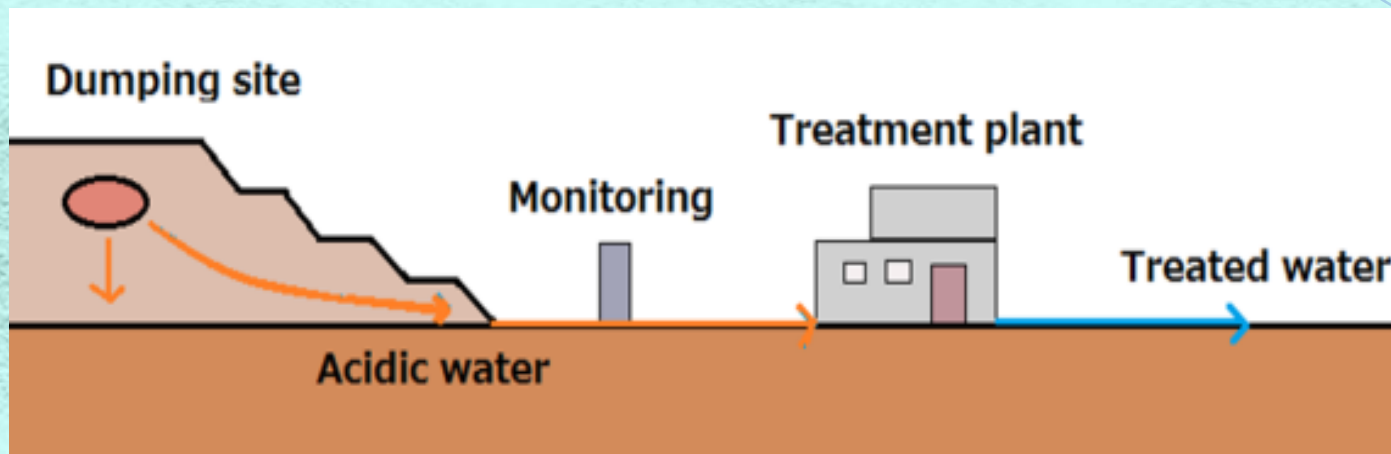 Dumping site
Treatment plant
Monitoring
Treated water
Acidic water